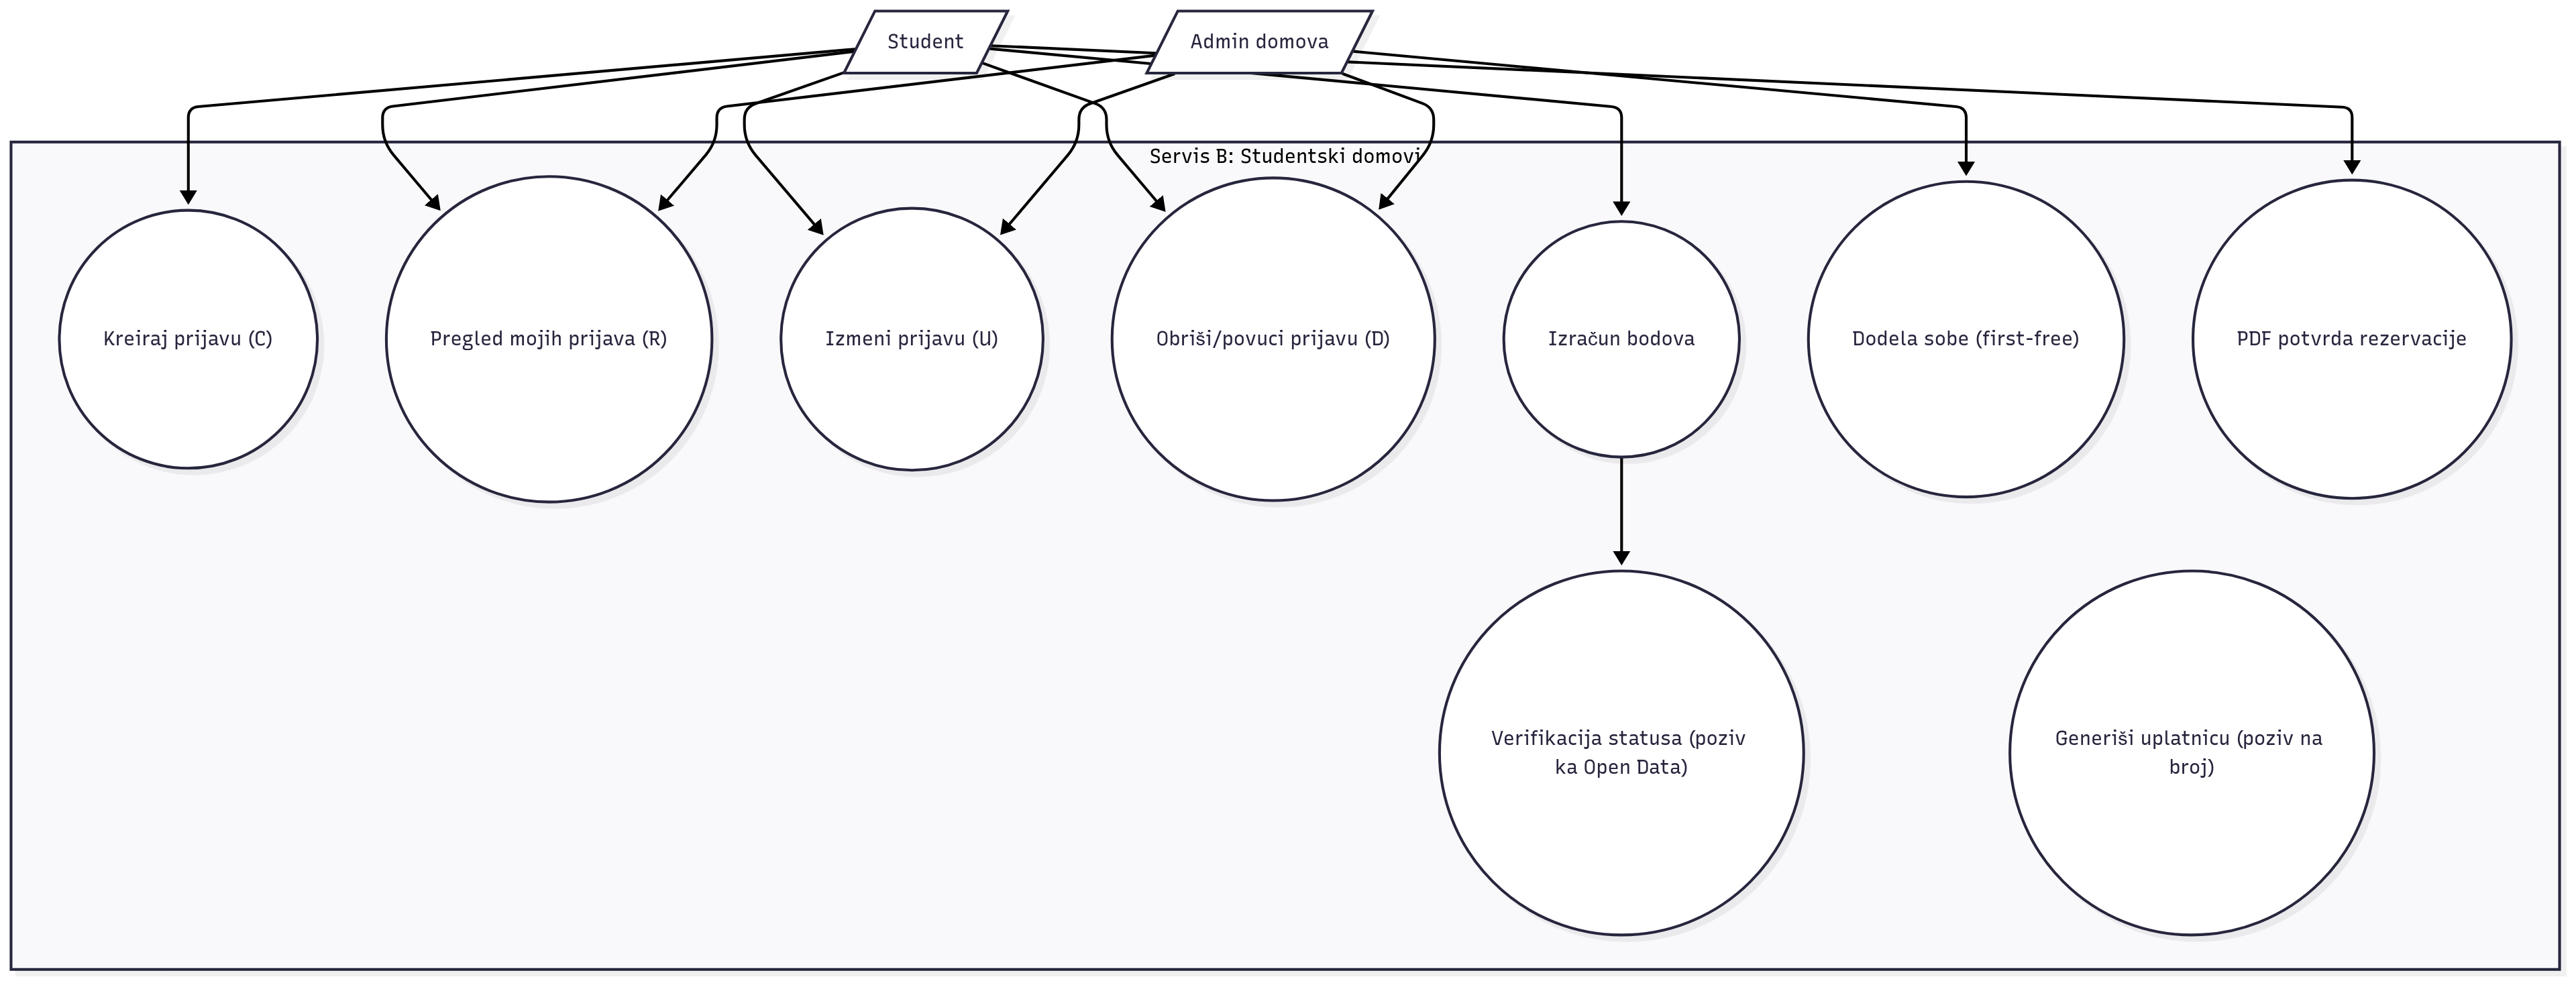 Student
Admin domova
Servis B: Studentski domovi
Kreiraj prijavu (C)
Pregled mojih prijava (R)
Izmeni prijavu (U)
Obriši/povuci prijavu (D)
Izračun bodova
Dodela sobe (first-free)
PDF potvrda rezervacije
Verifikacija statusa (poziv
ka Open Data)
Generiši uplatnicu (poziv na
broj)